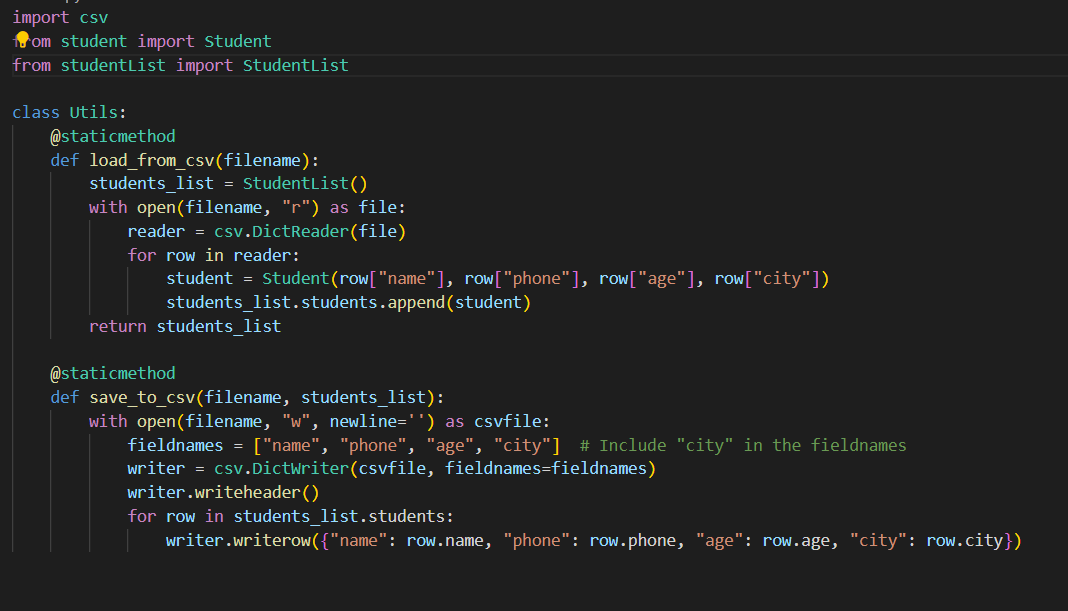 import csv
from student import Student
from studentList import StudentList
class Utils:
    @staticmethod
    def load_from_csv(filename):
        students_list = StudentList()
        with open(filename, "r") as file:
            reader = csv.DictReader(file)
            for row in reader:
                student = Student(row["name"], row["phone"], row["age"], row["city"])
                students_list.students.append(student)
        return students_list
    @staticmethod
    def save_to_csv(filename, students_list):
        with open(filename, "w", newline='') as csvfile:
            fieldnames = ["name", "phone", "age", "city"]  # Include "city" in the fieldnames
            writer = csv.DictWriter(csvfile, fieldnames=fieldnames)
            writer.writeheader()
            for row in students_list.students:
                writer.writerow({"name": row.name, "phone": row.phone, "age": row.age, "city": row.city})